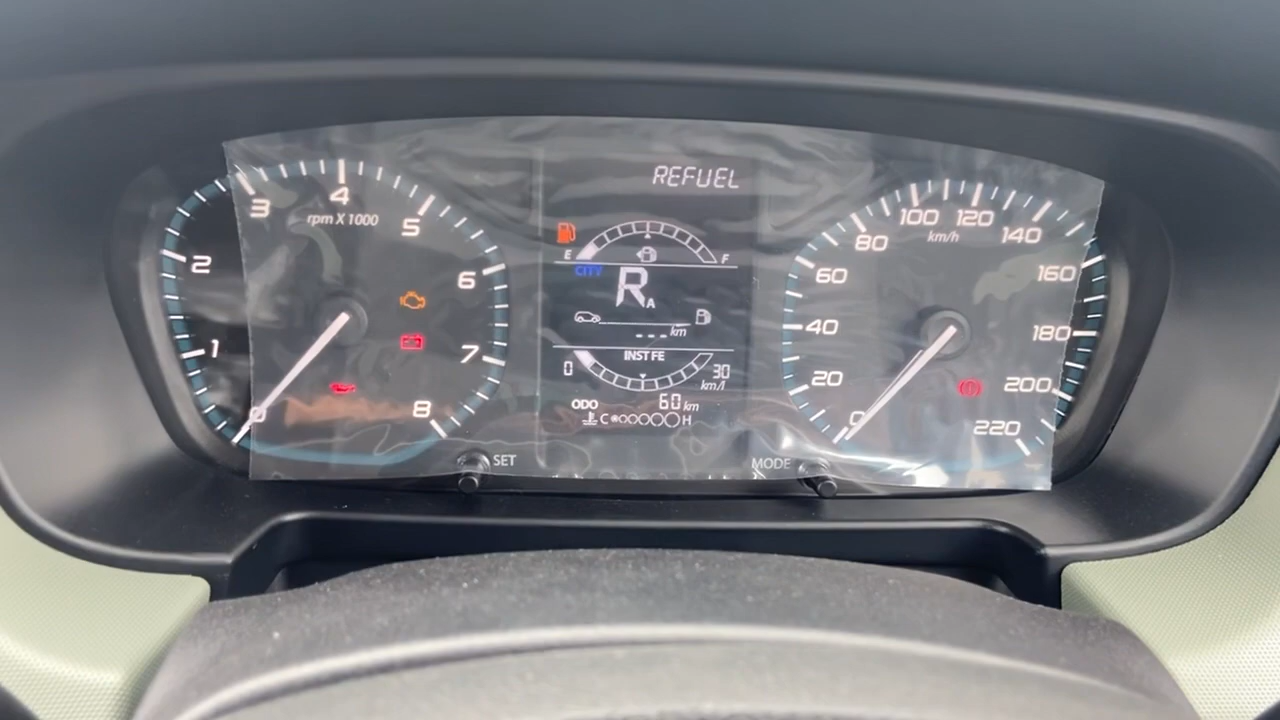 REFUEL
0 1 2 3 4 5 6 7 8
rpm X 1000
E F
CITY
R A
--- km
INST FE
0 30
km/l
ODO 60 km
C H
SET
MODE
0 20 40 60 80 100 120 140 160 180 200 220
km/h